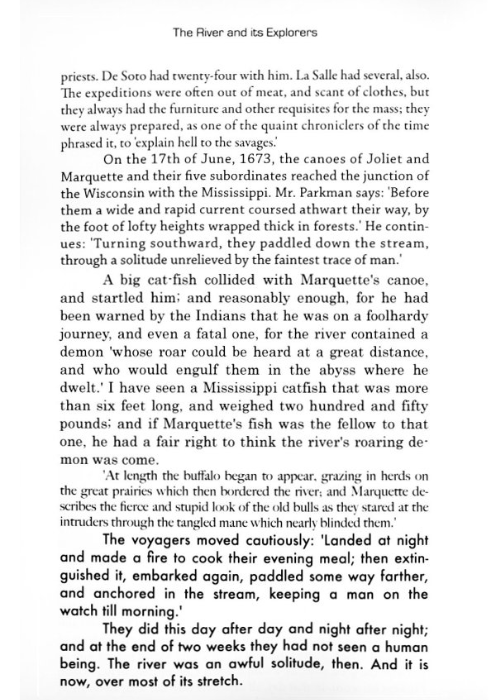 The River and its Explorers
priests. De Soto had twenty-four with him. La Salle had several, also.
The expeditions were often out of meat, and scant of clothes, but
they always had the furniture and other requisites for the mass; they
were always prepared, as one of the quaint chroniclers of the time
phrased it, to 'explain hell to the savages.'
On the 17th of June, 1673, the canoes of Joliet and
Marquette and their five subordinates reached the junction of
the Wisconsin with the Mississippi. Mr. Parkman says: 'Before
them a wide and rapid current coursed athwart their way, by
the foot of lofty heights wrapped thick in forests.' He contin-
ues: 'Turning southward, they paddled down the stream,
through a solitude unrelieved by the faintest trace of man.'
A big cat-fish collided with Marquette's canoe,
and startled him; and reasonably enough, for he had
been warned by the Indians that he was on a foolhardy
journey, and even a fatal one, for the river contained a
demon 'whose roar could be heard at a great distance,
and who would engulf them in the abyss where he
dwelt.' I have seen a Mississippi catfish that was more
than six feet long, and weighed two hundred and fifty
pounds; and if Marquette's fish was the fellow to that
one, he had a fair right to think the river's roaring de-
mon was come.
'At length the buffalo began to appear, grazing in herds on
the great prairies which then bordered the river; and Marquette de-
scribes the fierce and stupid look of the old bulls as they stared at the
intruders through the tangled mane which nearly blinded them.'
The voyagers moved cautiously: 'Landed at night
and made a fire to cook their evening meal; then extin-
guished it, embarked again, paddled some way farther,
and anchored in the stream, keeping a man on the
watch till morning.'
They did this day after day and night after night;
and at the end of two weeks they had not seen a human
being. The river was an awful solitude, then. And it is
now, over most of its stretch.